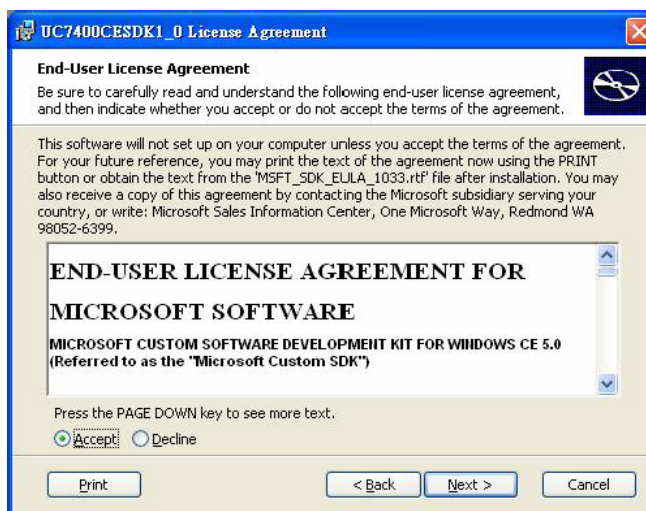 UC7400CESDK1_0 License Agreement
End-User License Agreement
Be sure to carefully read and understand the following end-user license agreement,
and then indicate whether you accept or do not accept the terms of the agreement.
This software will not set up on your computer unless you accept the terms of the agreement.
For your future reference, you may print the text of the agreement now using the PRINT
button or obtain the text from the 'MSFT_SDK_EULA_1033.rtf' file after installation. You may
also receive a copy of this agreement by contacting the Microsoft subsidiary serving your
country, or write: Microsoft Sales Information Center, One Microsoft Way, Redmond WA
98052-6399.
END-USER LICENSE AGREEMENT FOR
MICROSOFT SOFTWARE
MICROSOFT CUSTOM SOFTWARE DEVELOPMENT KIT FOR WINDOWS CE 5.0
(Referred to as the "Microsoft Custom SDK")
Press the PAGE DOWN key to see more text.
Accept Decline
Print < Back Next > Cancel